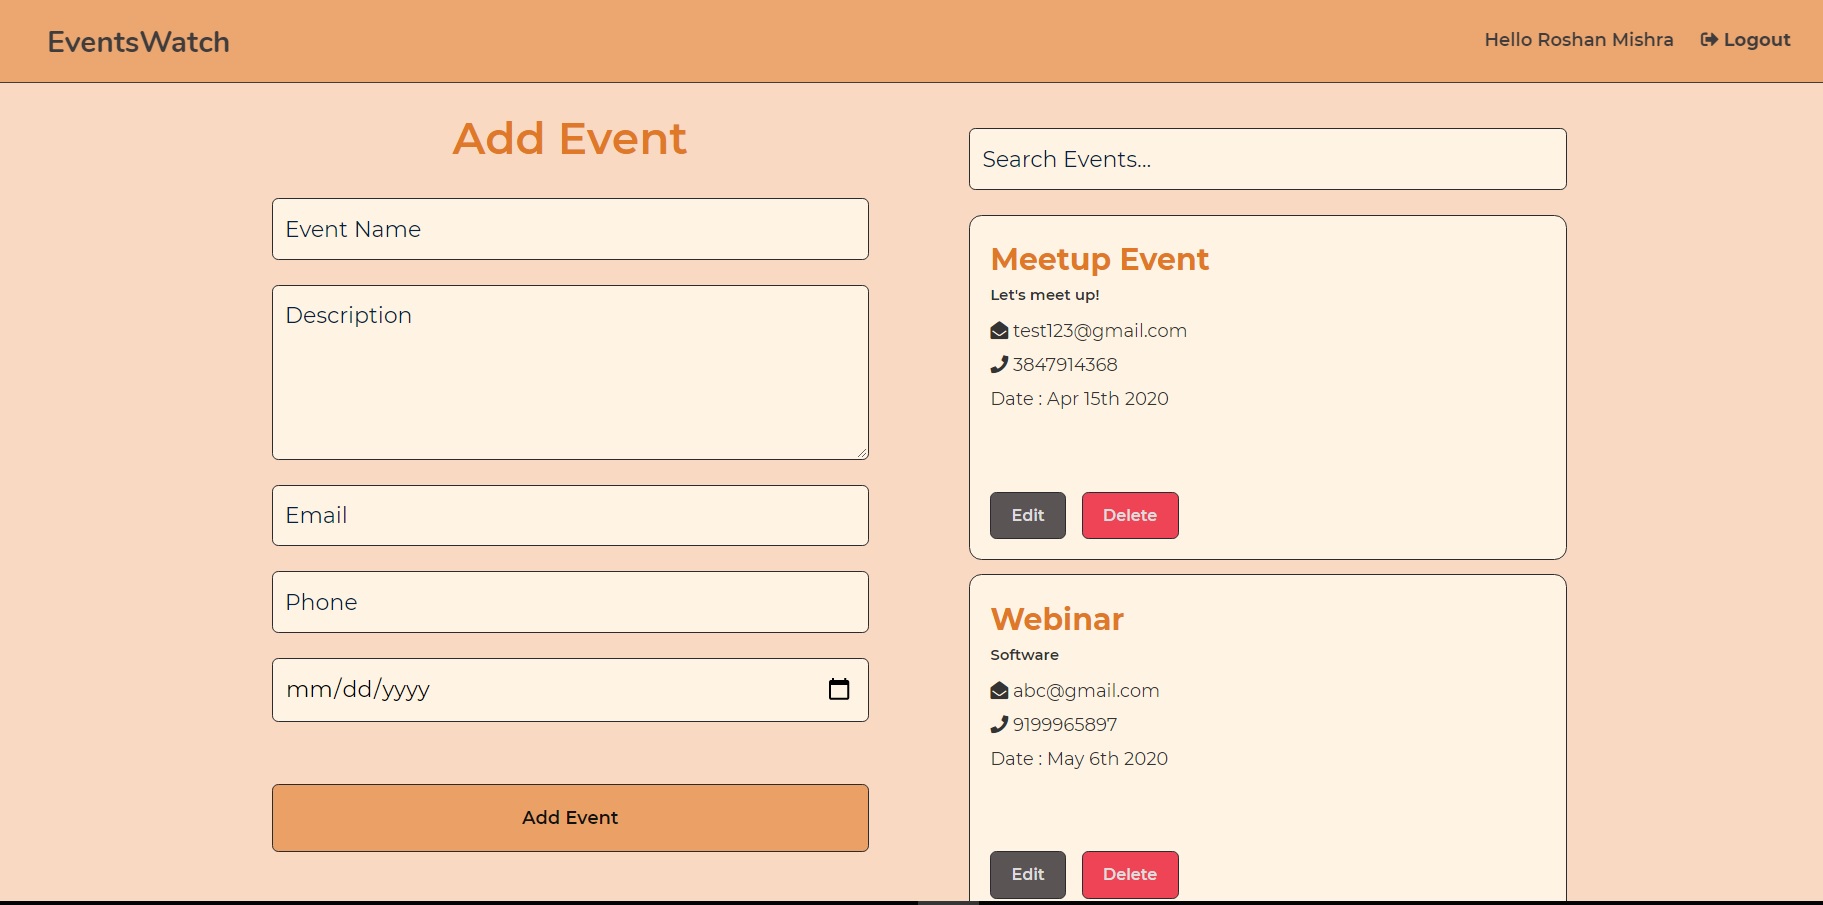 EventsWatch
Hello Roshan Mishra
Logout
Add Event
Event Name
Description
Email
Phone
mm/dd/yyyy
Add Event
Search Events...
Meetup Event
Let's meet up!
test123@gmail.com
3847914368
Date : Apr 15th 2020
Edit
Delete
Webinar
Software
abc@gmail.com
9199965897
Date : May 6th 2020
Edit
Delete